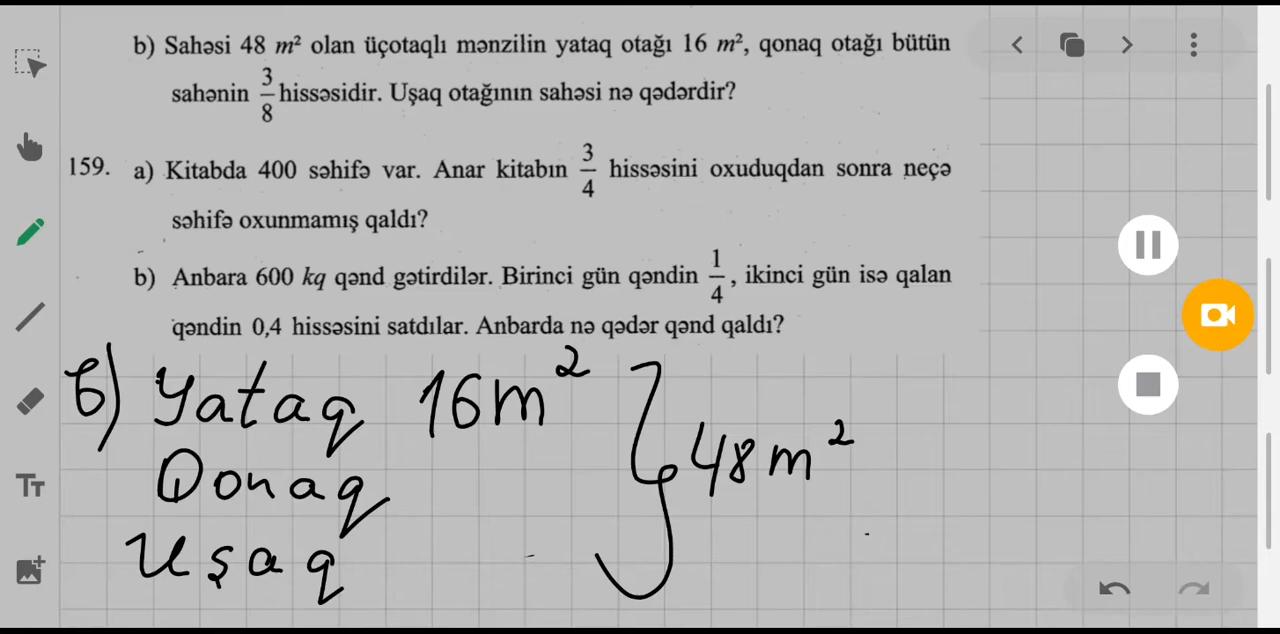 b) Sahəsi 48 m² olan üçotaqlı mənzilin yataq otağı 16 m², qonaq otağı bütün
sahənin 3/8 hissəsidir. Uşaq otağının sahəsi nə qədərdir?
159. a) Kitabda 400 səhifə var. Anar kitabın 3/4 hissəsini oxuduqdan sonra neçə
səhifə oxunmamış qaldı?
b) Anbara 600 kq qənd gətirdilər. Birinci gün qəndin 1/4, ikinci gün isə qalan
qəndin 0,4 hissəsini satdılar. Anbarda nə qədər qənd qaldı?
b) Yataq 16m²
48m²
Qonaq
Uşaq
TT